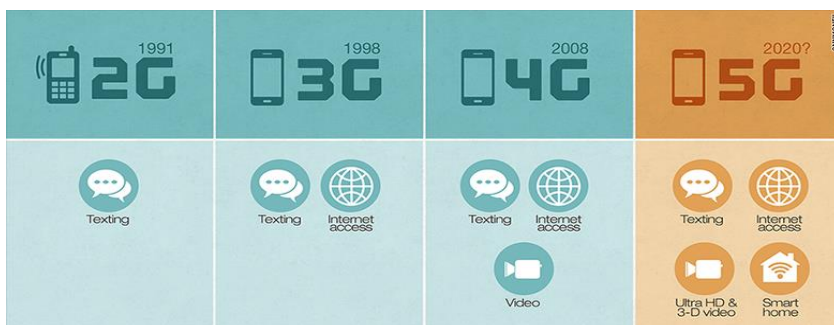 1991
2G
1998
3G
2008
4G
2020?
5G
Texting
Texting
Internet
access
Texting
Internet
access
Video
Texting
Internet
access
Ultra HD &
3-D video
Smart
home